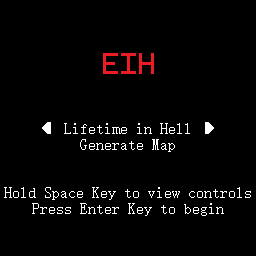 EIH
Lifetime in Hell
Generate Map
Hold Space Key to view controls
Press Enter Key to begin